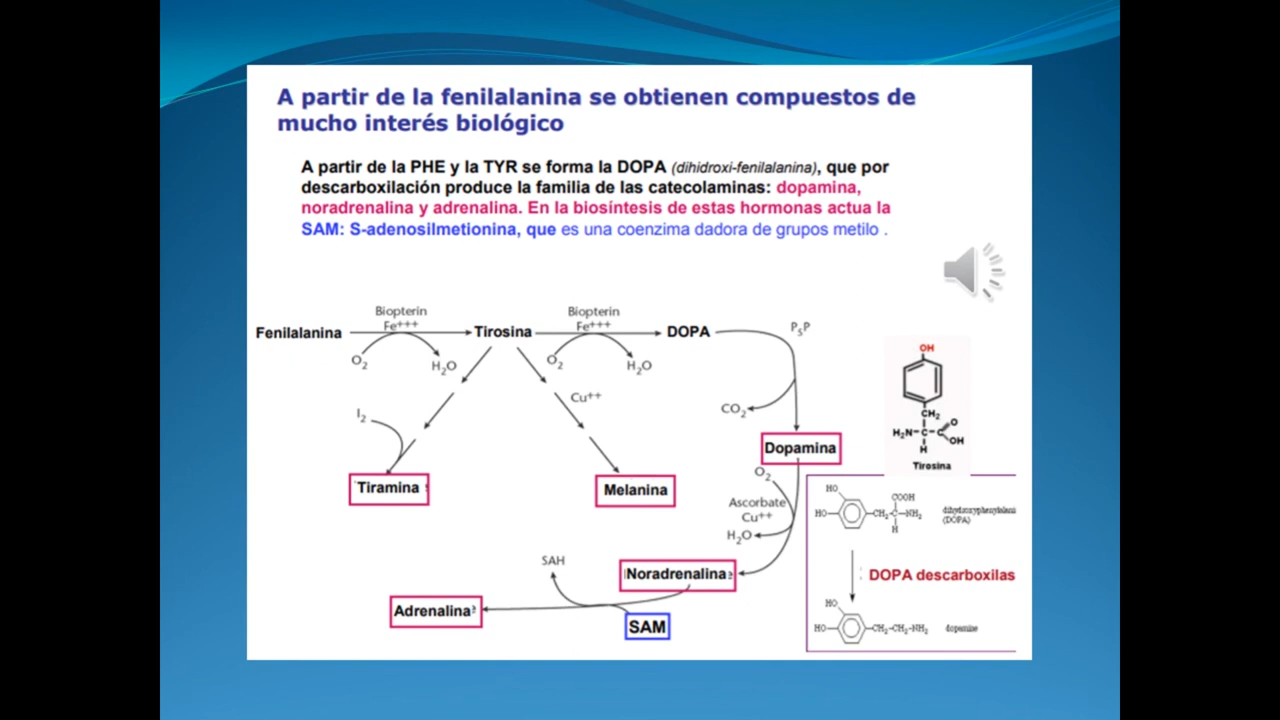 A partir de la fenilalanina se obtienen compuestos de
mucho interés biológico
A partir de la PHE y la TYR se forma la DOPA (dihidroxi-fenilalanina), que por
descarboxilación produce la familia de las catecolaminas: dopamina,
noradrenalina y adrenalina. En la biosíntesis de estas hormonas actua la
SAM: S-adenosilmetionina, que es una coenzima dadora de grupos metilo .
Biopterin
Fe+++
Biopterin
Fe+++
Fenilalanina
Tirosina
DOPA
P5P
O2
H2O
O2
H2O
OH
Cu++
I2
CO2
CH2
H2N-C-C
O
OH
H
Tirosina
Dopamina
Tiramina
Melanina
O2
Ascorbate
Cu++
H2O
HO
COOH
HO
CH2-C-NH2
H
dihydroxyphenylalani
(DOPA)
SAH
Noradrenalina
DOPA descarboxilas
Adrenalina
SAM
HO
HO
CH2-CH2-NH2
dopamine